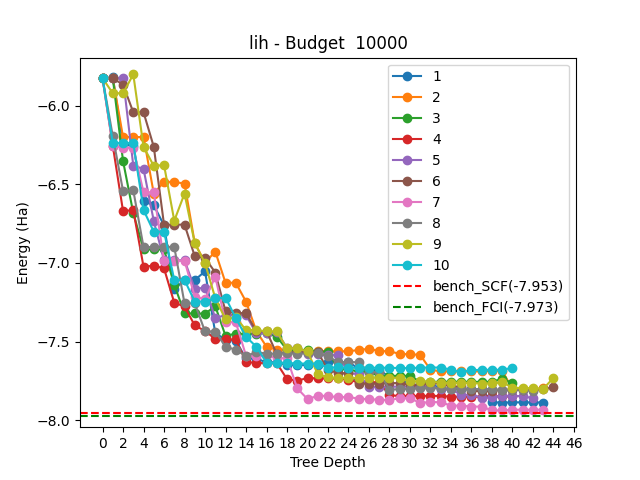 lih - Budget  10000
Energy (Ha)
−6.0
−6.5
−7.0
−7.5
−8.0
1
2
3
4
5
6
7
8
9
10
bench_SCF(-7.953)
bench_FCI(-7.973)
0 2 4 6 8 10 12 14 16 18 20 22 24 26 28 30 32 34 36 38 40 42 44 46
Tree Depth